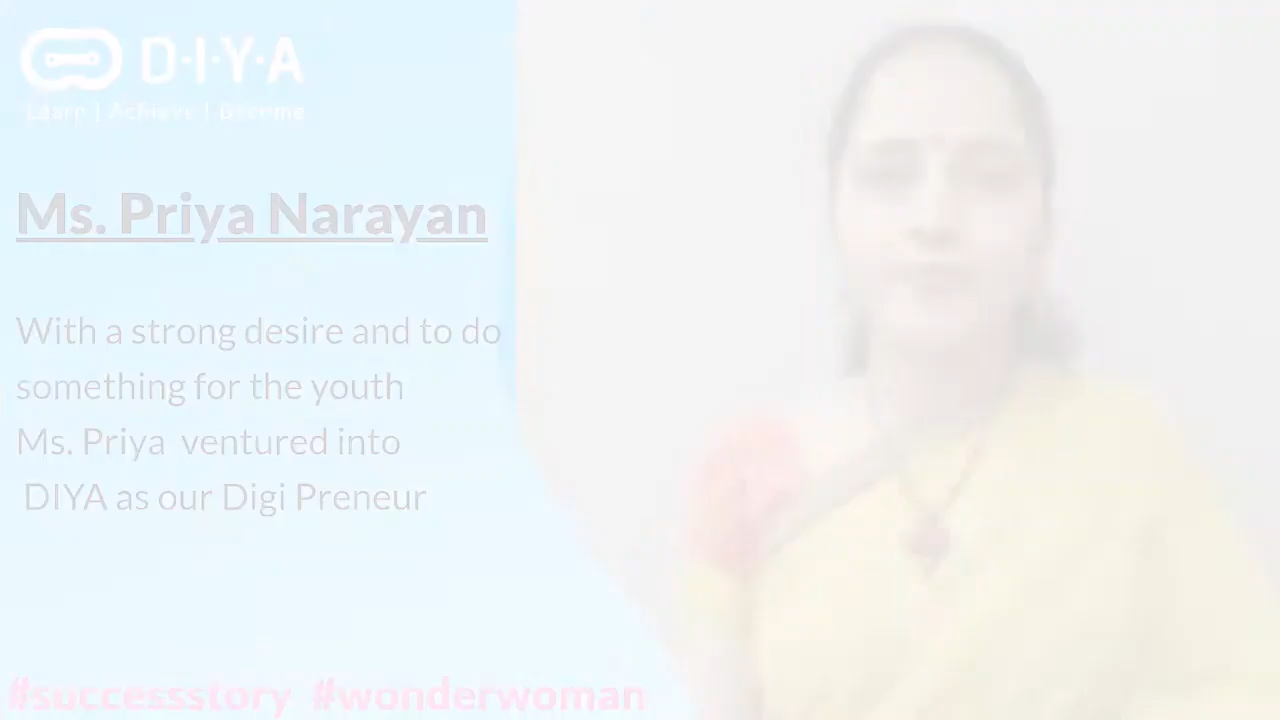 D·I·Y·A
Learn | Achieve | Become
Ms. Priya Narayan
With a strong desire and to do
something for the youth
Ms. Priya ventured into
DIYA as our Digi Preneur
#successstory #wonderwoman